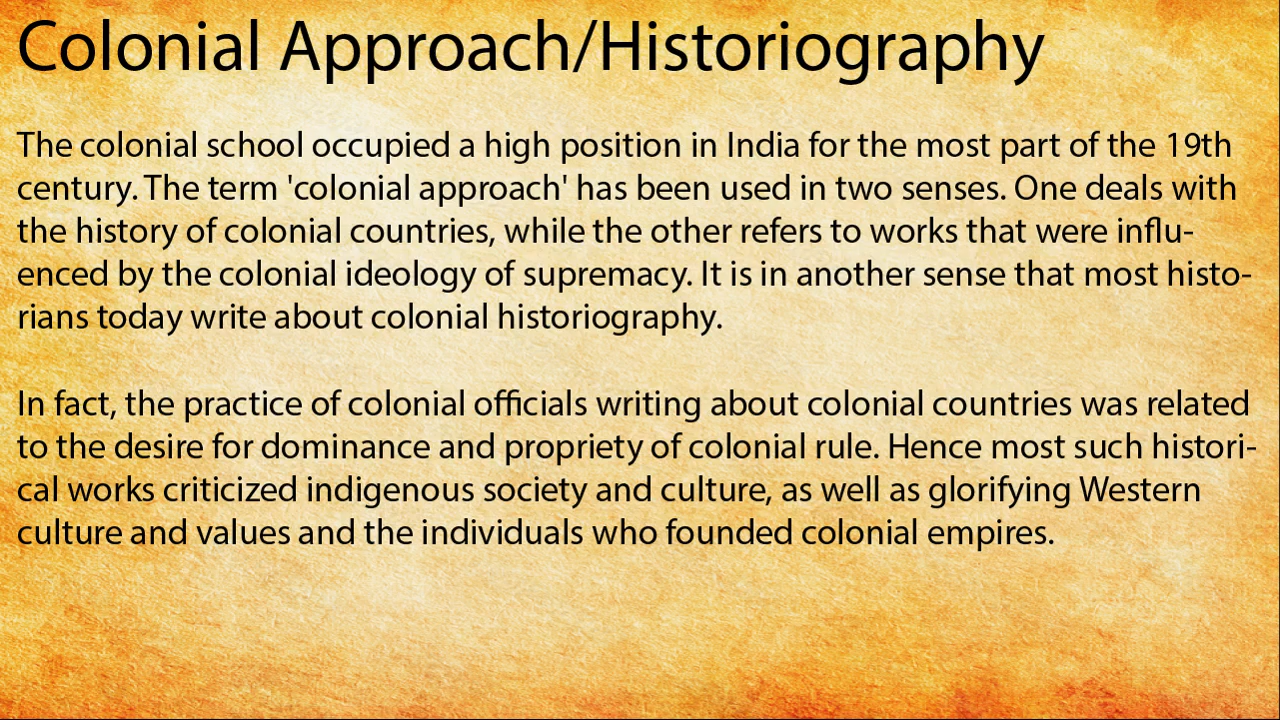 Colonial Approach/Historiography
The colonial school occupied a high position in India for the most part of the 19th
century. The term 'colonial approach' has been used in two senses. One deals with
the history of colonial countries, while the other refers to works that were influ-
enced by the colonial ideology of supremacy. It is in another sense that most histo-
rians today write about colonial historiography.
In fact, the practice of colonial officials writing about colonial countries was related
to the desire for dominance and propriety of colonial rule. Hence most such histori-
cal works criticized indigenous society and culture, as well as glorifying Western
culture and values and the individuals who founded colonial empires.